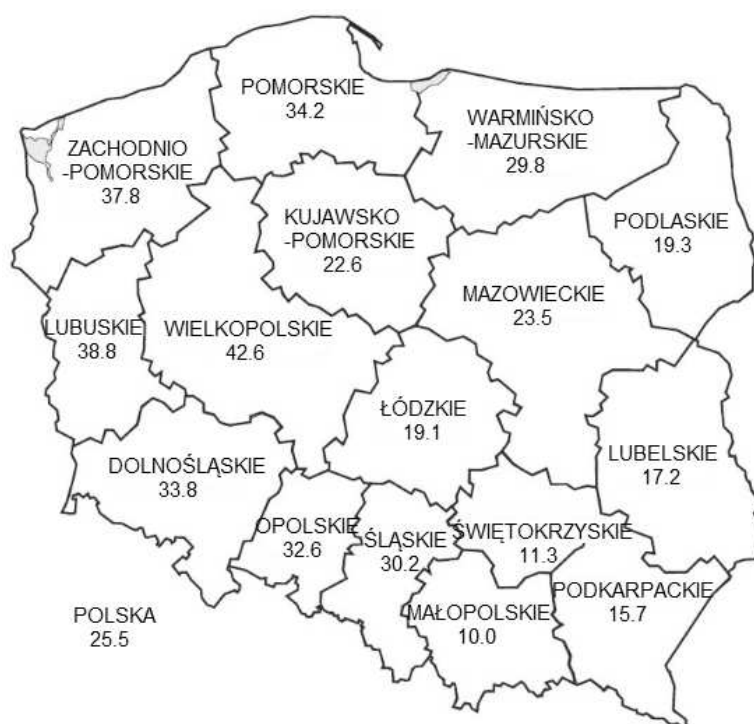 POMORSKIE
34.2
WARMIŃSKO
-MAZURSKIE
29.8
ZACHODNIO
-POMORSKIE
37.8
KUJAWSKO
-POMORSKIE
22.6
PODLASKIE
19.3
MAZOWIECKIE
23.5
LUBUSKIE
38.8
WIELKOPOLSKIE
42.6
ŁÓDZKIE
19.1
LUBELSKIE
17.2
DOLNOŚLĄSKIE
33.8
OPOLSKIE
32.6
ŚLĄSKIE
30.2
ŚWIĘTOKRZYSKIE
11.3
PODKARPACKIE
15.7
MAŁOPOLSKIE
10.0
POLSKA
25.5